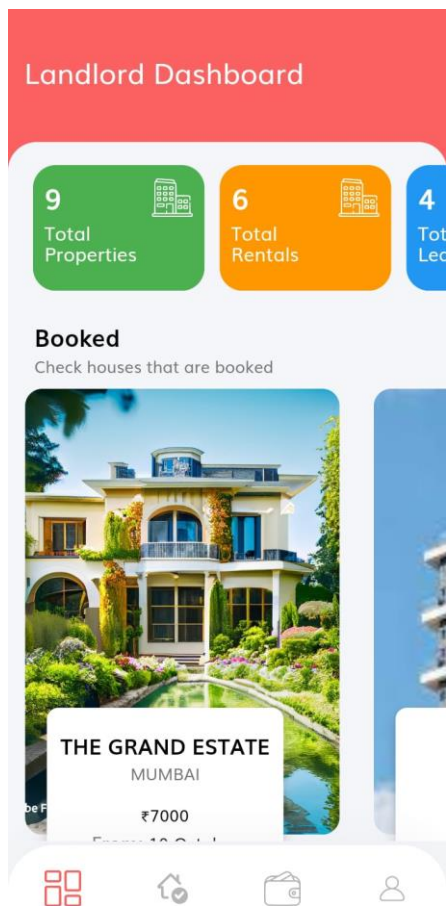 Landlord Dashboard
9
Total
Properties
6
Total
Rentals
4
Booked
Check houses that are booked
THE GRAND ESTATE
MUMBAI
₹7000